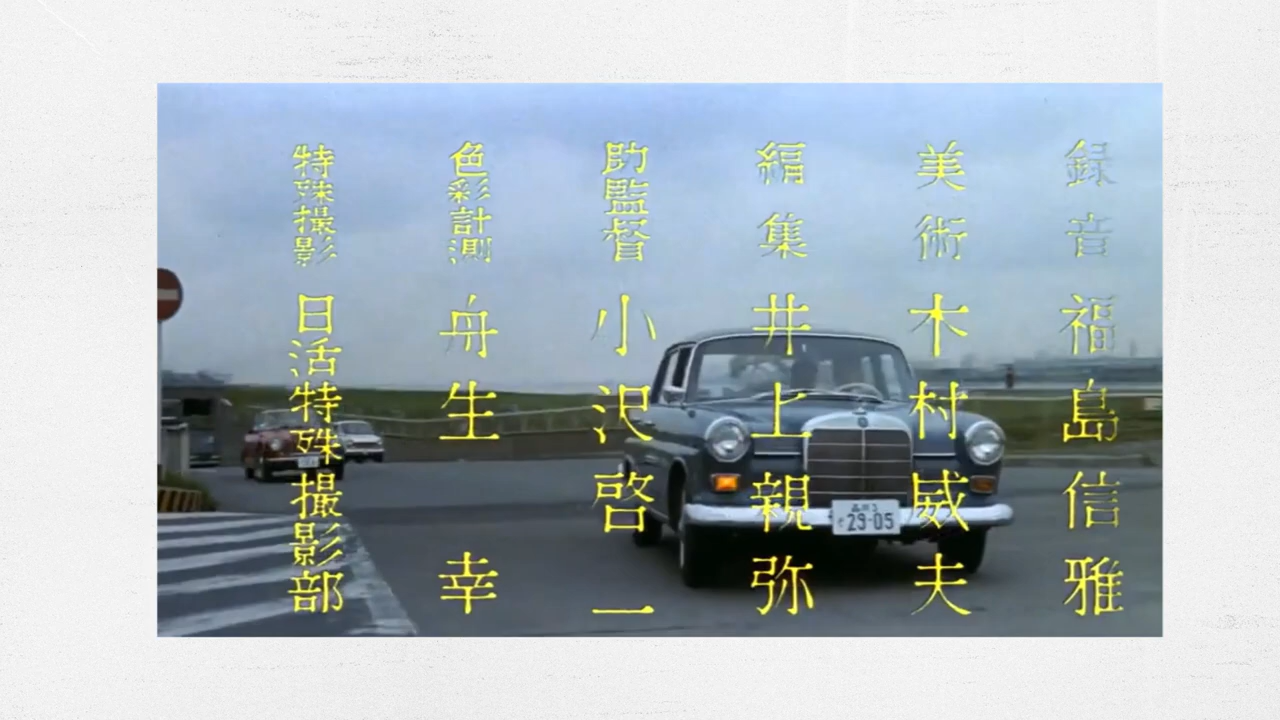 録音 福島信雅
美術 木村威夫
編集 井上親弥
助監督 小沢啓一
色彩計測 舟生幸
特殊撮影 日活特殊撮影部
29-05